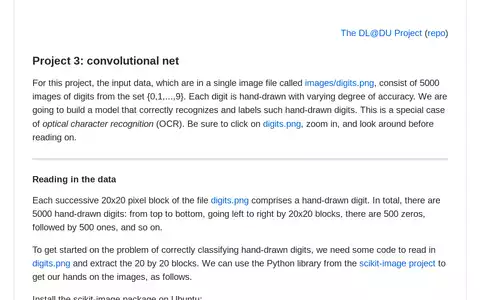 The DL@DU Project (repo)
Project 3: convolutional net
For this project, the input data, which are in a single image file called images/digits.png, consist of 5000
images of digits from the set {0,1,...,9}. Each digit is hand-drawn with varying degree of accuracy. We are
going to build a model that correctly recognizes and labels such hand-drawn digits. This is a special case
of optical character recognition (OCR). Be sure to click on digits.png, zoom in, and look around before
reading on.
Reading in the data
Each successive 20x20 pixel block of the file digits.png comprises a hand-drawn digit. In total, there are
5000 hand-drawn digits: from top to bottom, going left to right by 20x20 blocks, there are 500 zeros,
followed by 500 ones, and so on.
To get started on the problem of correctly classifying hand-drawn digits, we need some code to read in
digits.png and extract the 20 by 20 blocks. We can use the Python library from the scikit-image project to
get our hands on the images, as follows.
Install the scikit-image package on Ubuntu: